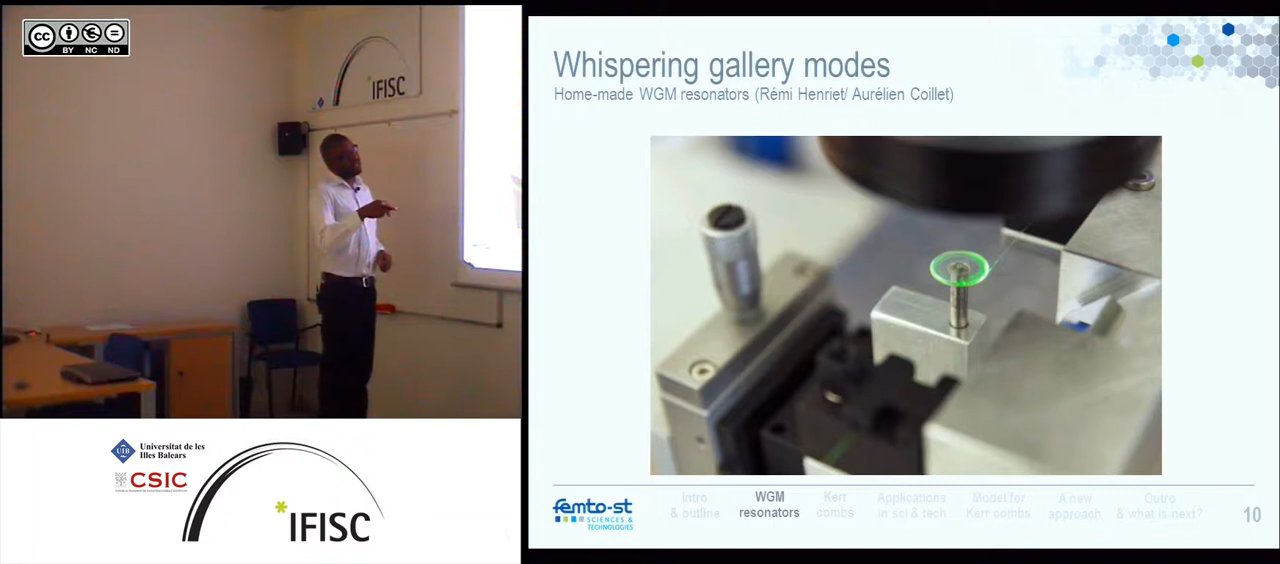 cc
BY NC ND
IFISC
Universitat de les
Illes Balears
UIB
CSIC
*IFISC
Whispering gallery modes
Home-made WGM resonators (Rémi Henriet/ Aurélien Coillet)
femto-st
SCIENCES &
TECHNOLOGIES
Intro
& outline
WGM
resonators
Kerr
combs
Applications
in sci & tech
Model for
Kerr combs
A new
approach
Outro
& what is next?
10